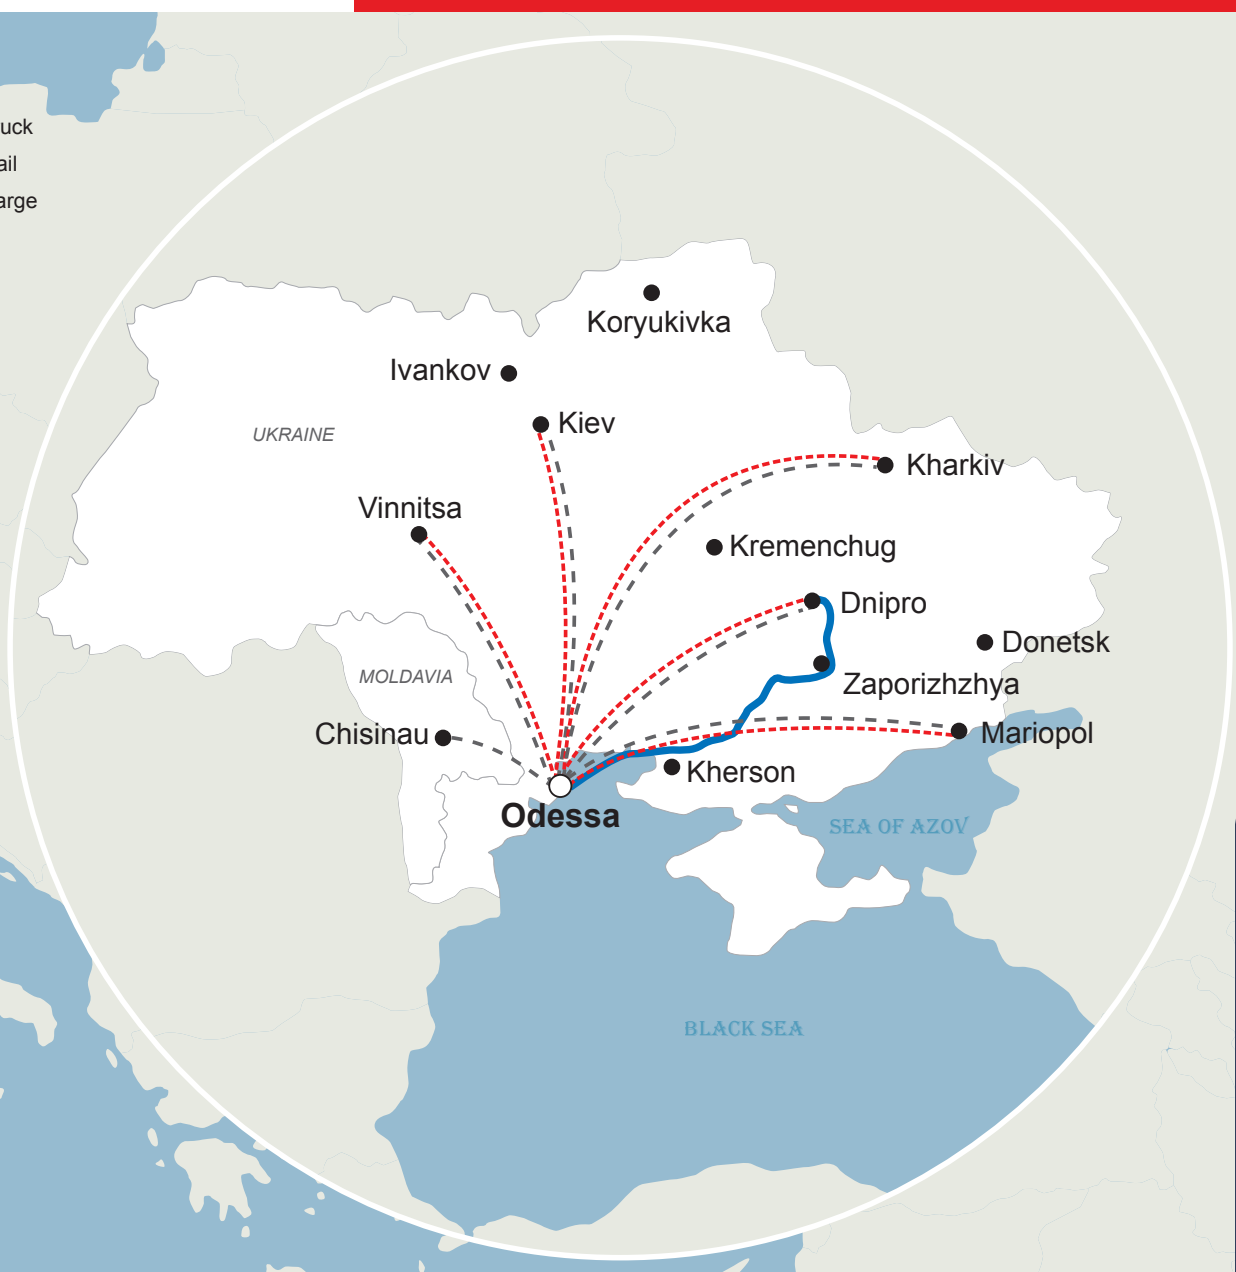 uck
ail
arge
Koryukivka
Ivankov
Kiev
UKRAINE
Kharkiv
Vinnitsa
Kremenchug
Dnipro
Donetsk
MOLDAVIA
Zaporizhzhya
Chisinau
Mariopol
Kherson
Odessa
SEA OF AZOV
BLACK SEA